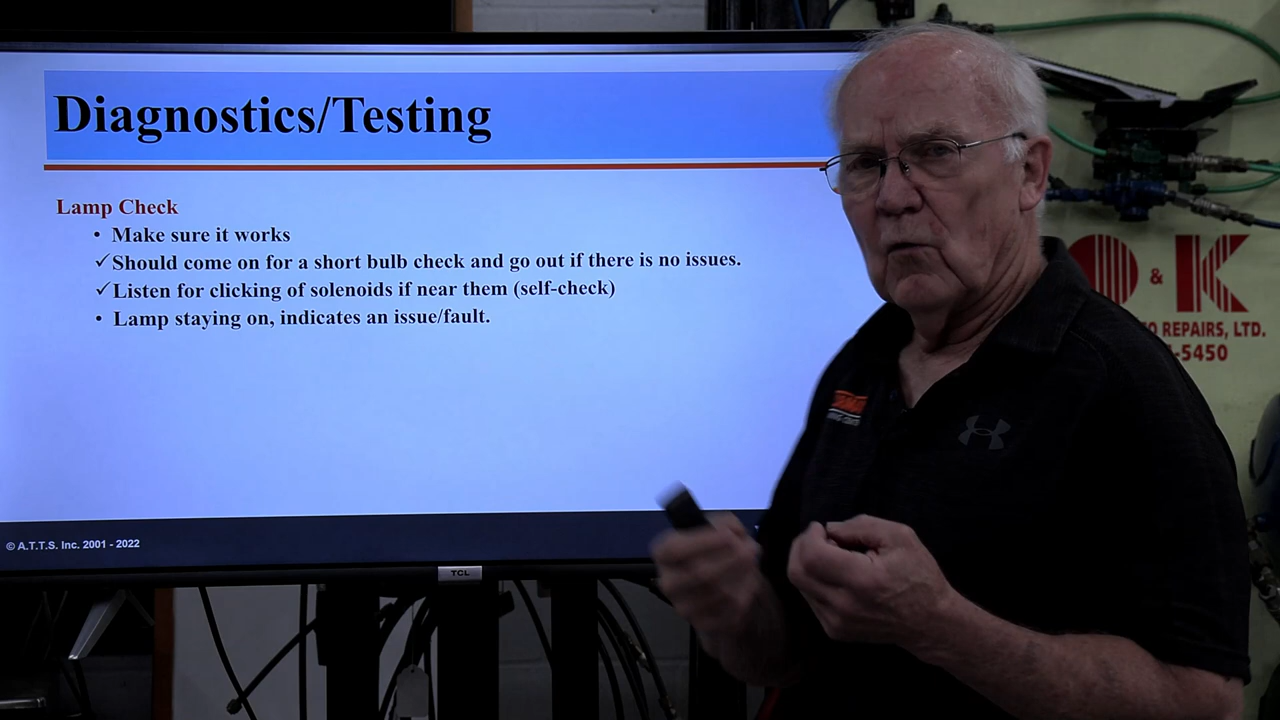 Diagnostics/Testing
Lamp Check
• Make sure it works
✓Should come on for a short bulb check and go out if there is no issues.
✓Listen for clicking of solenoids if near them (self-check)
• Lamp staying on, indicates an issue/fault.
© A.T.T.S. Inc. 2001 - 2022
TCL
O & K
REPAIRS, LTD.
-5450